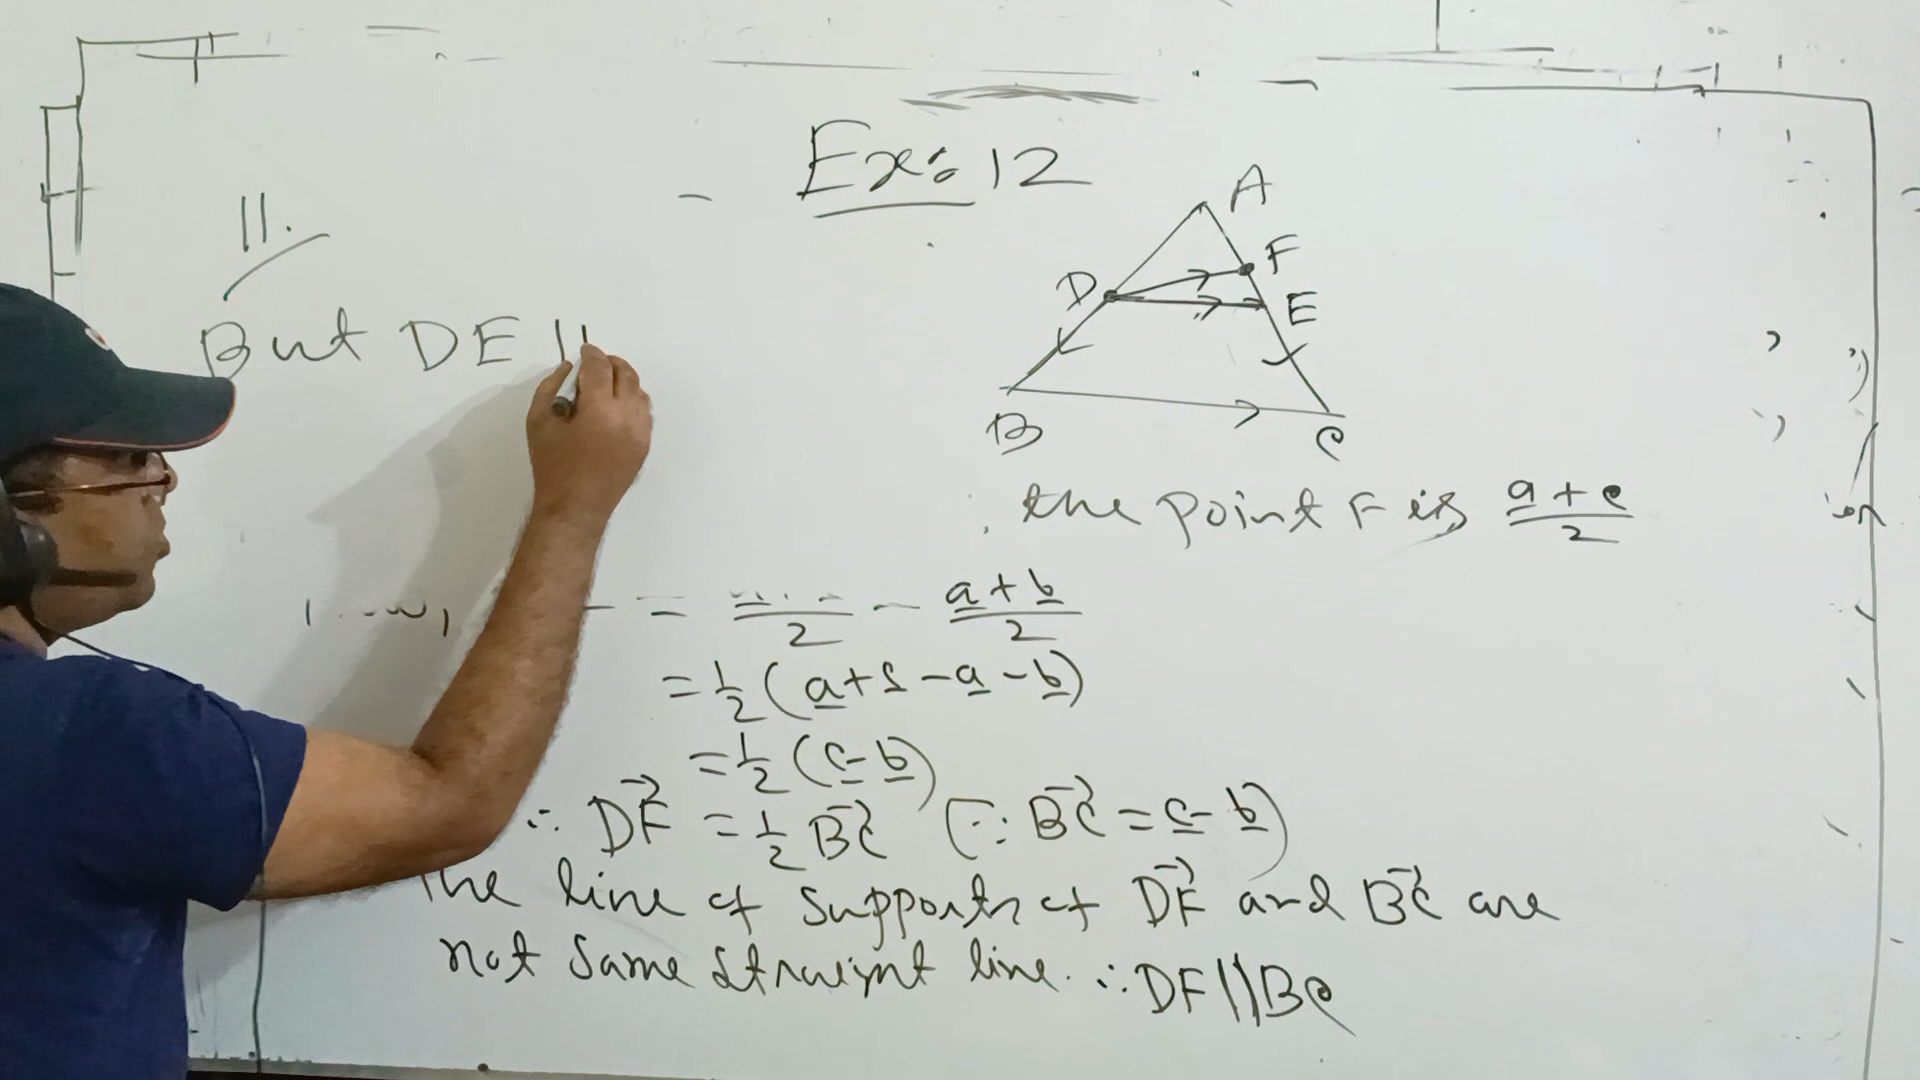 Ex: 12
11.
But DE ||
A
F
D
E
B
C
the point F is a+c/2
= /2 - a+b/2
= 1/2 (a+c-a-b)
= 1/2 (c-b)
∴ DF = 1/2 BC (∵ BC = c-b)
The line of supports of DF and BC are
not same straight line. ∴ DF||BC